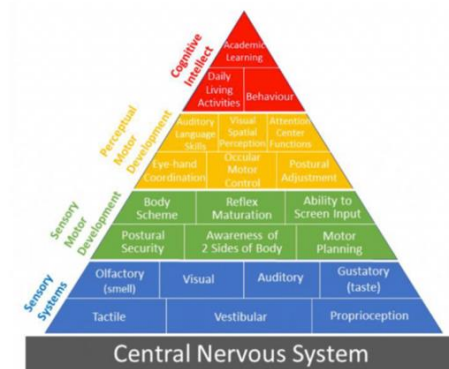 Cognitive
Intellect
Academic
Learning
Daily
Living
Activities
Behaviour
Perceptual
Motor
Development
Auditory
Language
Skills
Visual
Spatial
Perception
Attention
Center
Functions
Eye-hand
Coordination
Occular
Motor
Control
Postural
Adjustment
Sensory
Motor
Development
Body
Scheme
Reflex
Maturation
Ability to
Screen Input
Postural
Security
Awareness of
2 Sides of Body
Motor
Planning
Sensory
Systems
Olfactory
(smell)
Visual
Auditory
Gustatory
(taste)
Tactile
Vestibular
Proprioception
Central Nervous System